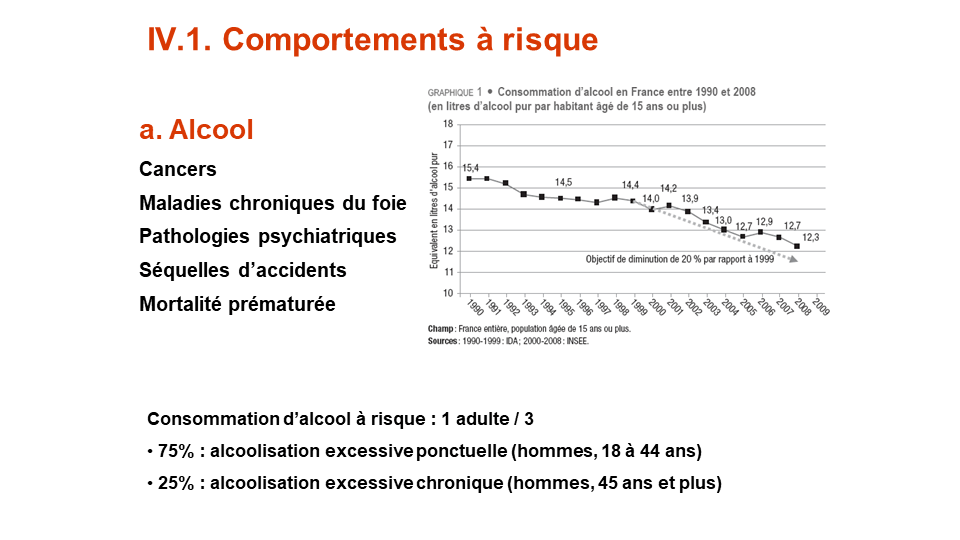 IV.1. Comportements à risque
a. Alcool
Cancers
Maladies chroniques du foie
Pathologies psychiatriques
Séquelles d’accidents
Mortalité prématurée
GRAPHIQUE 1 • Consommation d’alcool en France entre 1990 et 2008
(en litres d’alcool pur par habitant âgé de 15 ans ou plus)
Equivalent en litres d’alcool pur
18
17
16
15
14
13
12
11
10
15,4
14,5
14,4
14,0
14,2
13,9
13,4
13,0
12,7
12,9
12,7
12,3
Objectif de diminution de 20 % par rapport à 1999
1990
1991
1992
1993
1994
1995
1996
1997
1998
1999
2000
2001
2002
2003
2004
2005
2006
2007
2008
2009
Champ : France entière, population âgée de 15 ans ou plus.
Sources : 1990-1999 : IDA ; 2000-2008 : INSEE.
Consommation d’alcool à risque : 1 adulte / 3
• 75% : alcoolisation excessive ponctuelle (hommes, 18 à 44 ans)
• 25% : alcoolisation excessive chronique (hommes, 45 ans et plus)